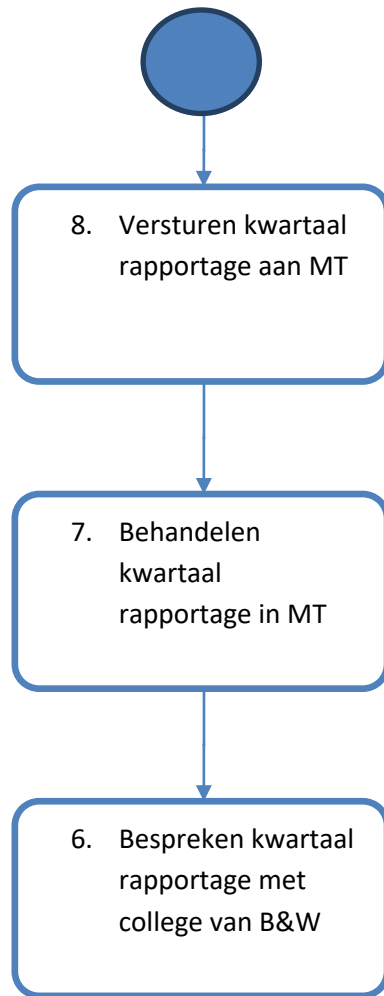 8. Versturen kwartaal
rapportage aan MT
7. Behandelen
kwartaal
rapportage in MT
6. Bespreken kwartaal
rapportage met
college van B&W